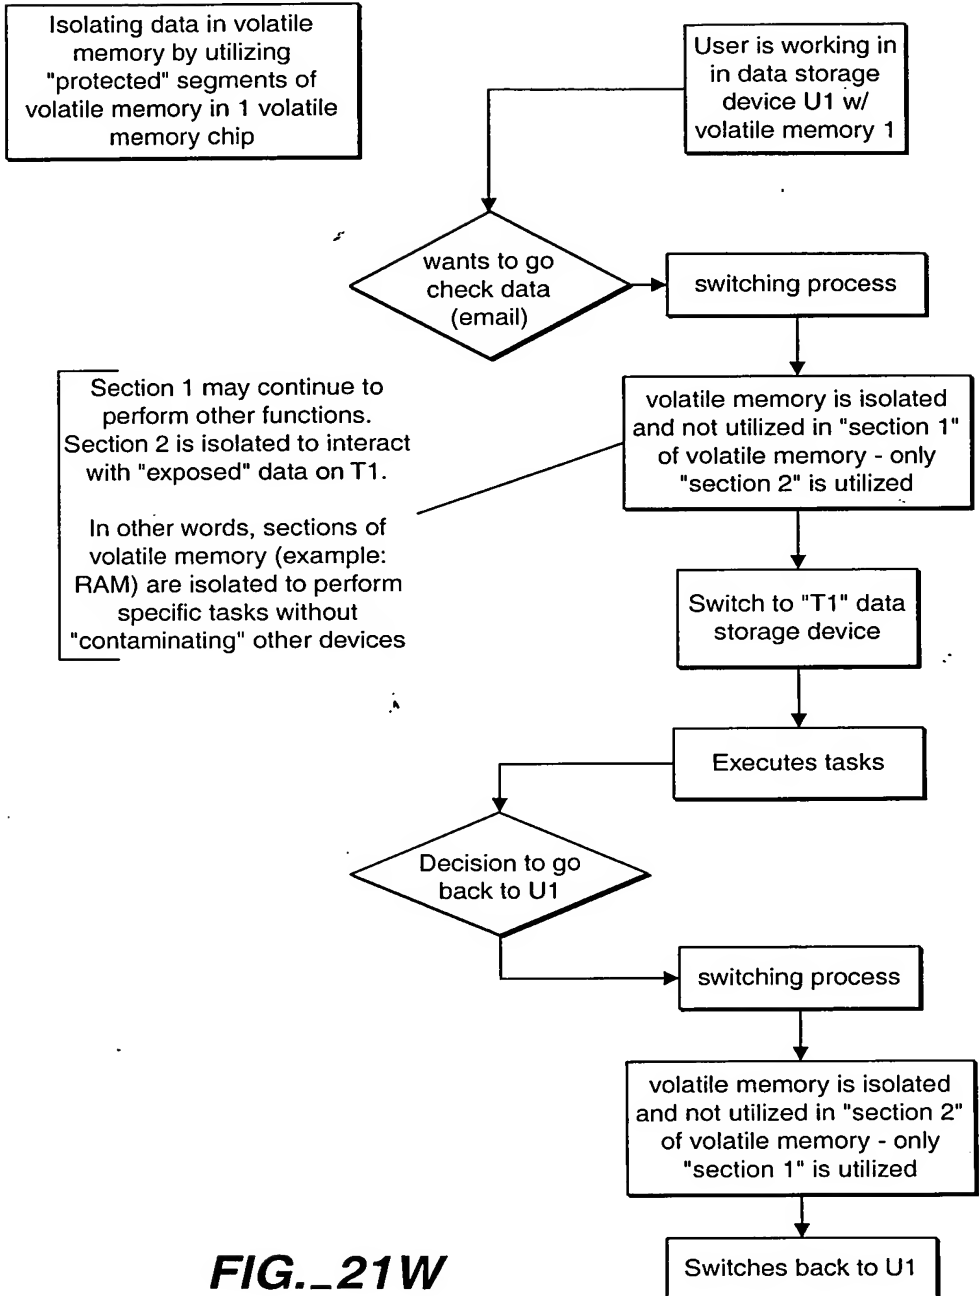 Isolating data in volatile
memory by utilizing
"protected" segments of
volatile memory in 1 volatile
memory chip
User is working in
in data storage
device U1 w/
volatile memory 1
wants to go
check data
(email)
switching process
volatile memory is isolated
and not utilized in "section 1"
of volatile memory - only
"section 2" is utilized
Section 1 may continue to
perform other functions.
Section 2 is isolated to interact
with "exposed" data on T1.
In other words, sections of
volatile memory (example:
RAM) are isolated to perform
specific tasks without
"contaminating" other devices
Switch to "T1" data
storage device
Executes tasks
Decision to go
back to U1
switching process
volatile memory is isolated
and not utilized in "section 2"
of volatile memory - only
"section 1" is utilized
Switches back to U1
FIG._21W